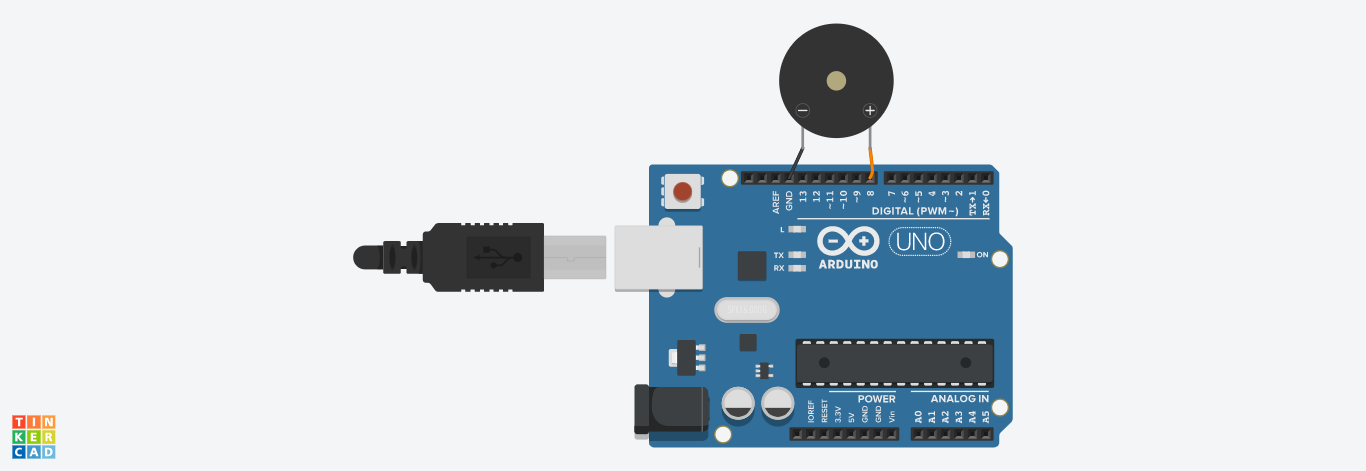 AREF
GND
13
12
~11
~10
~9
8
7
~6
~5
4
~3
2
TX→1
RX←0
DIGITAL (PWM~)
L
TX
RX
UNO
ON
ARDUINO
POWER
ANALOG IN
IOREF
RESET
3.3V
5V
GND
GND
Vin
A0
A1
A2
A3
A4
A5
TIN
KER
CAD